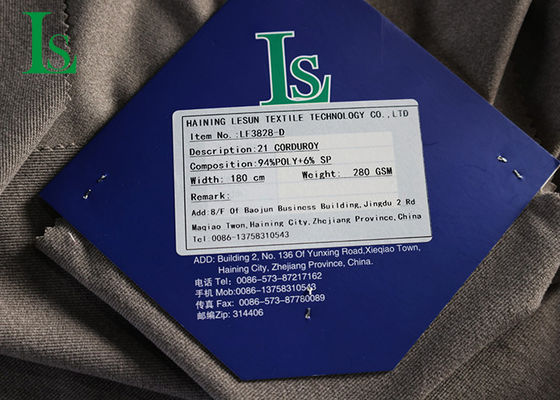 LS
LS
HAINING LESUN TEXTILE TECHNOLOGY CO.,LTD
Item No.:LF3828-D
Description:21 CORDUROY
Composition:94%POLY+6% SP
Width: 180 cm Weight: 280 GSM
Remark:
Add:8/F Of Baojun Business Building,Jingdu 2 Rd
Maqiao Twon,Haining City,Zhejiang Province,China
Tel:0086-13758310543
ADD: Building 2, No. 136 Of Yunxing Road,Xieqiao Town,
Haining City, Zhejiang Province, China.
电话 Tel: 0086-573-87217162
手机 Mob:0086-13758310543
传真 Fax: 0086-573-87760089
邮编Zip: 314406